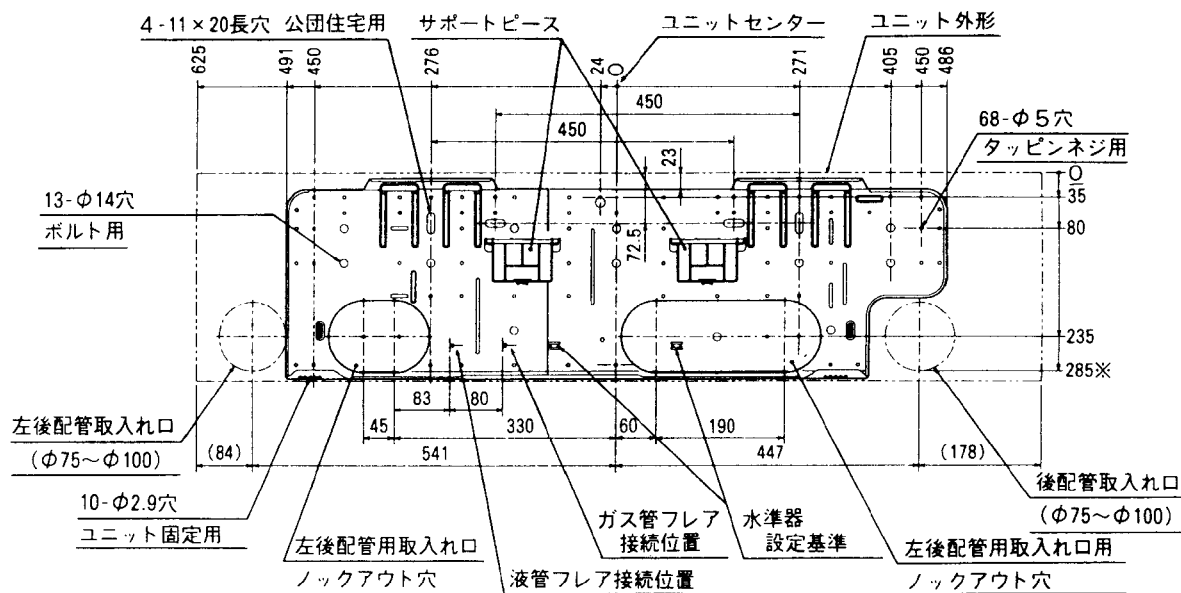 4-11×20長穴 公団住宅用
サポートピース
ユニットセンター
ユニット外形
625
491
450
276
24
0
271
405
450
486
450
450
23
68-Φ5穴
タッピンネジ用
0
35
80
13-Φ14穴
ボルト用
72.5
235
285※
83
80
45
330
60
190
(84)
541
447
(178)
左後配管取入れ口
(Φ75～Φ100)
後配管取入れ口
(Φ75～Φ100)
10-Φ2.9穴
ユニット固定用
ガス管フレア
接続位置
水準器
設定基準
左後配管用取入れ口
ノックアウト穴
液管フレア接続位置
左後配管用取入れ口用
ノックアウト穴